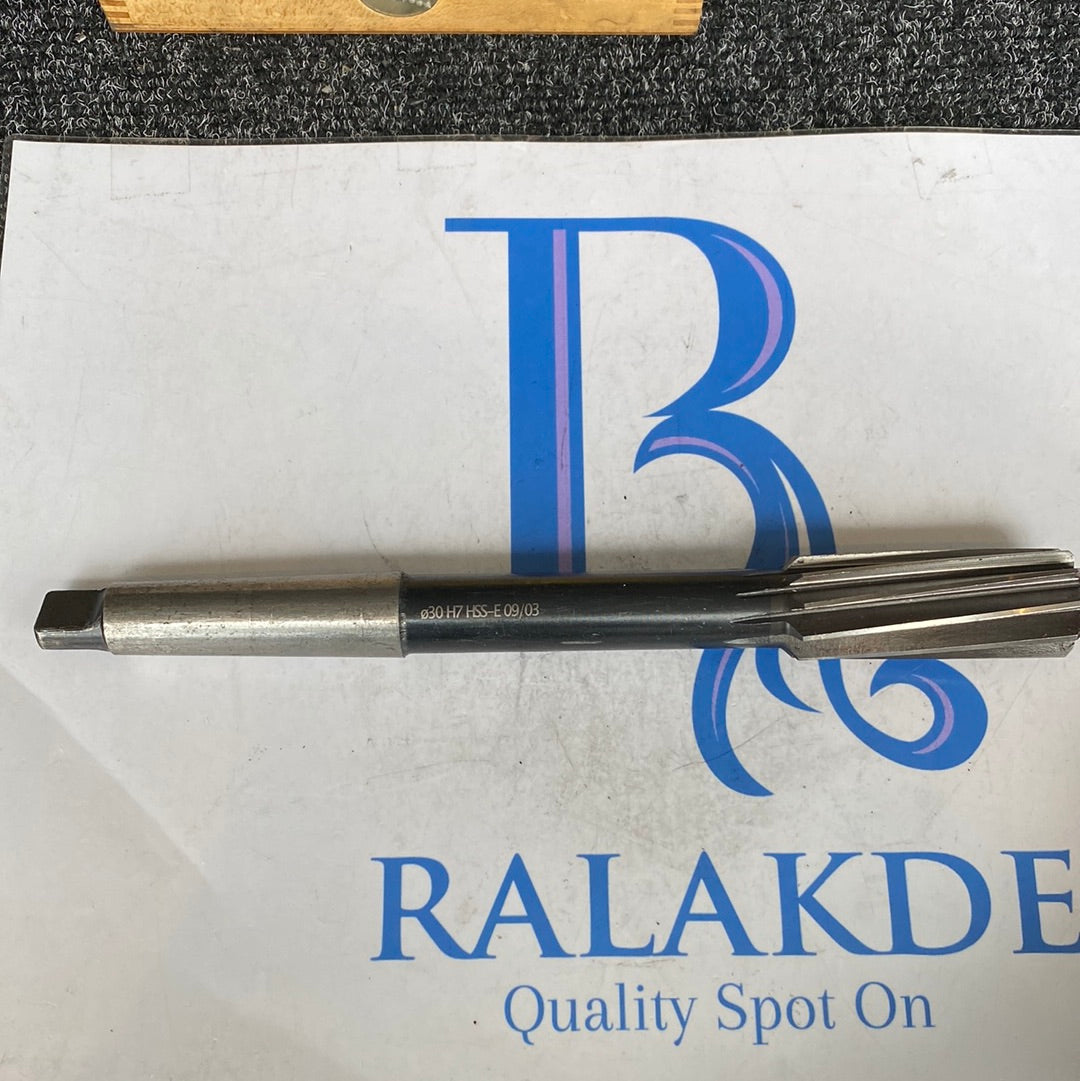 R
ø30 H7 HSS-E 09/03
RALAKDE
Quality Spot On